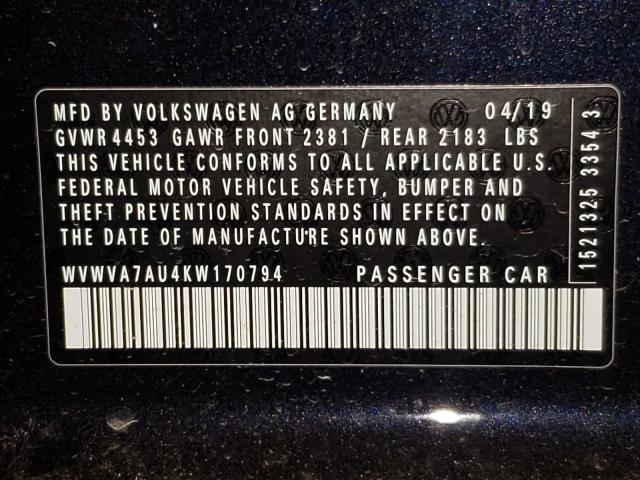 MFD BY VOLKSWAGEN AG GERMANY 04/19
GVWR 4453 GAWR FRONT 2381 / REAR 2183 LBS
THIS VEHICLE CONFORMS TO ALL APPLICABLE U.S.
FEDERAL MOTOR VEHICLE SAFETY, BUMPER AND
THEFT PREVENTION STANDARDS IN EFFECT ON
THE DATE OF MANUFACTURE SHOWN ABOVE.
WVWVA7AU4KW170794 PASSENGER CAR
1521325 3354 3